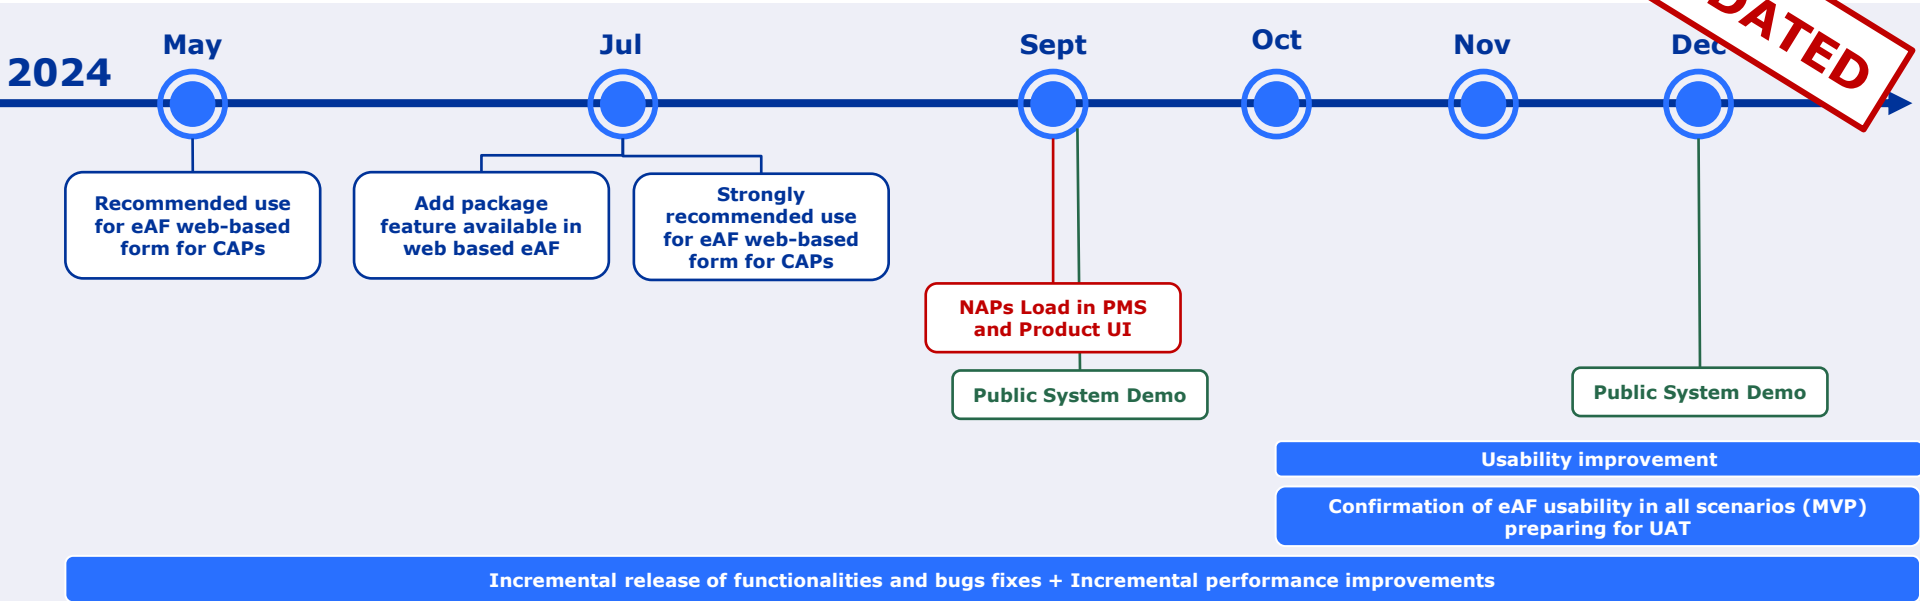 2024
May
Jul
Sept
Oct
Nov
Dec
Recommended use
for eAF web-based
form for CAPs
Add package
feature available in
web based eAF
Strongly
recommended use
for eAF web-based
form for CAPs
NAPs Load in PMS
and Product UI
Public System Demo
Public System Demo
Usability improvement
Confirmation of eAF usability in all scenarios (MVP)
preparing for UAT
Incremental release of functionalities and bugs fixes + Incremental performance improvements